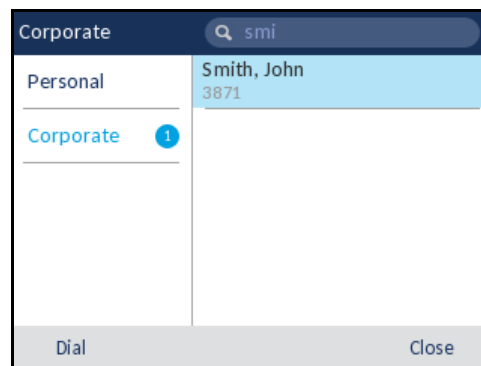 Corporate
smi
Personal
Corporate 1
Smith, John
3871
Dial
Close